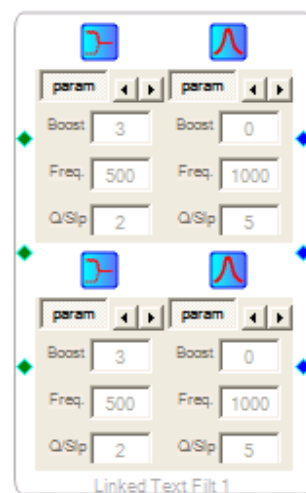 param param
Boost 3 Boost 0
Freq. 500 Freq. 1000
Q/Slp 2 Q/Slp 5
param param
Boost 3 Boost 0
Freq. 500 Freq. 1000
Q/Slp 2 Q/Slp 5
Linked Text Filt 1